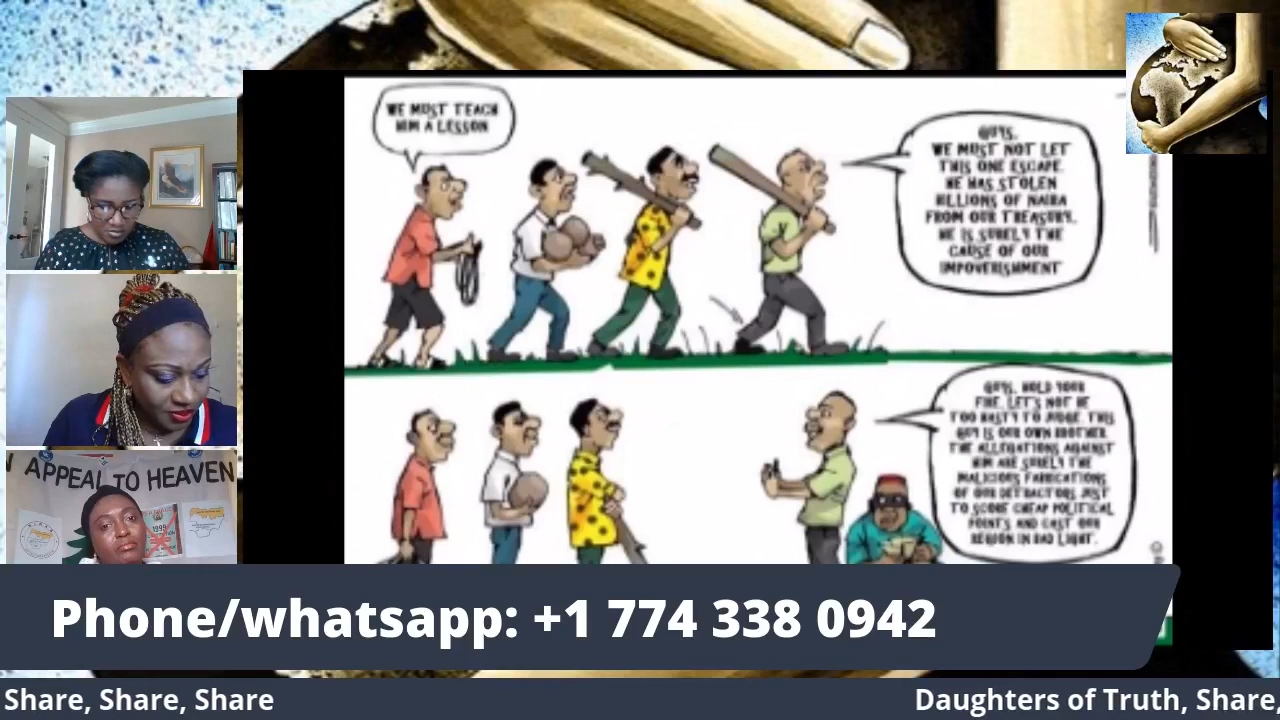 WE MUST TEACH
HIM A LESSON
GUYS,
WE MUST NOT LET
THIS ONE ESCAPE.
HE HAS STOLEN
BILLIONS OF NAIRA
FROM OUR TREASURY.
HE IS SURELY THE
CAUSE OF OUR
IMPOVERISHMENT
GUYS, HOLD YOUR
FIRE. LET'S NOT BE
TOO HASTY TO JUDGE. THIS
GUY IS OUR OWN BROTHER.
THE ALLEGATIONS AGAINST
HIM ARE SURELY THE
MALICIOUS FABRICATIONS
OF OUR DETRACTORS JUST
TO SCORE CHEAP POLITICAL
POINTS AND CAST OUR
REGION IN BAD LIGHT.
APPEAL TO HEAVEN
1999
Phone/whatsapp: +1 774 338 0942
Share, Share, Share
Daughters of Truth, Share,